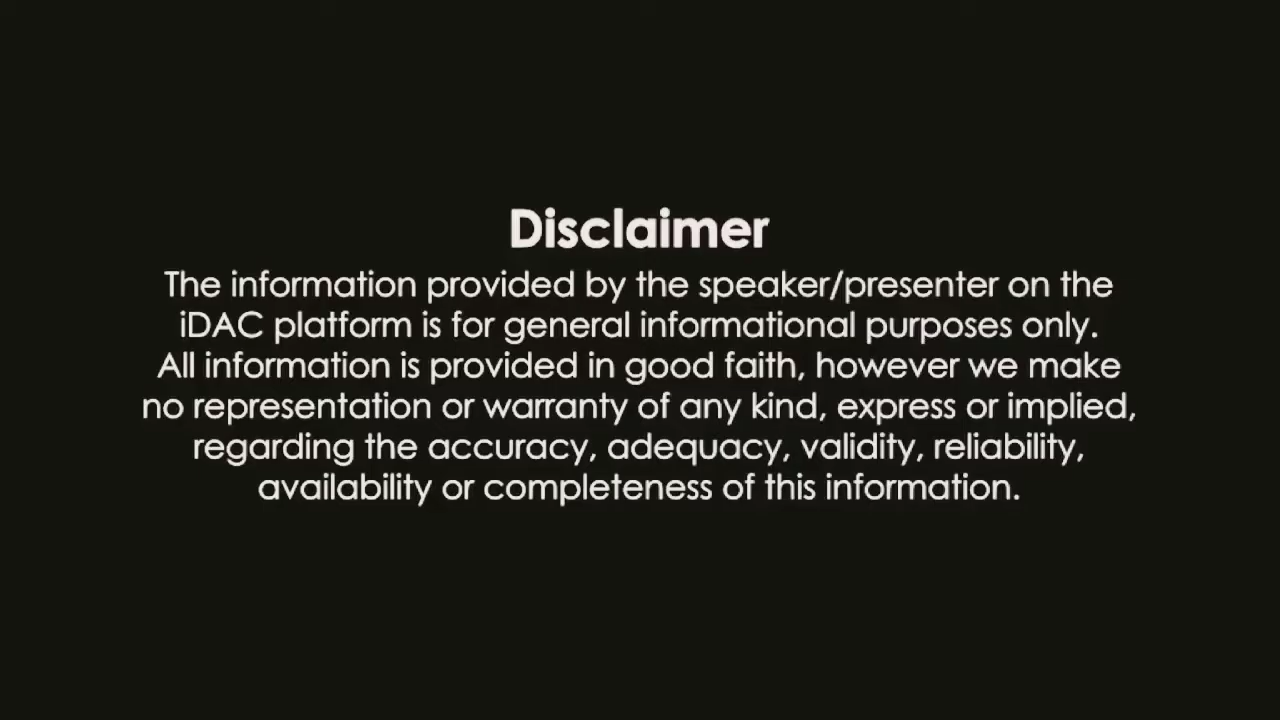 Disclaimer
The information provided by the speaker/presenter on the
iDAC platform is for general informational purposes only.
All information is provided in good faith, however we make
no representation or warranty of any kind, express or implied,
regarding the accuracy, adequacy, validity, reliability,
availability or completeness of this information.